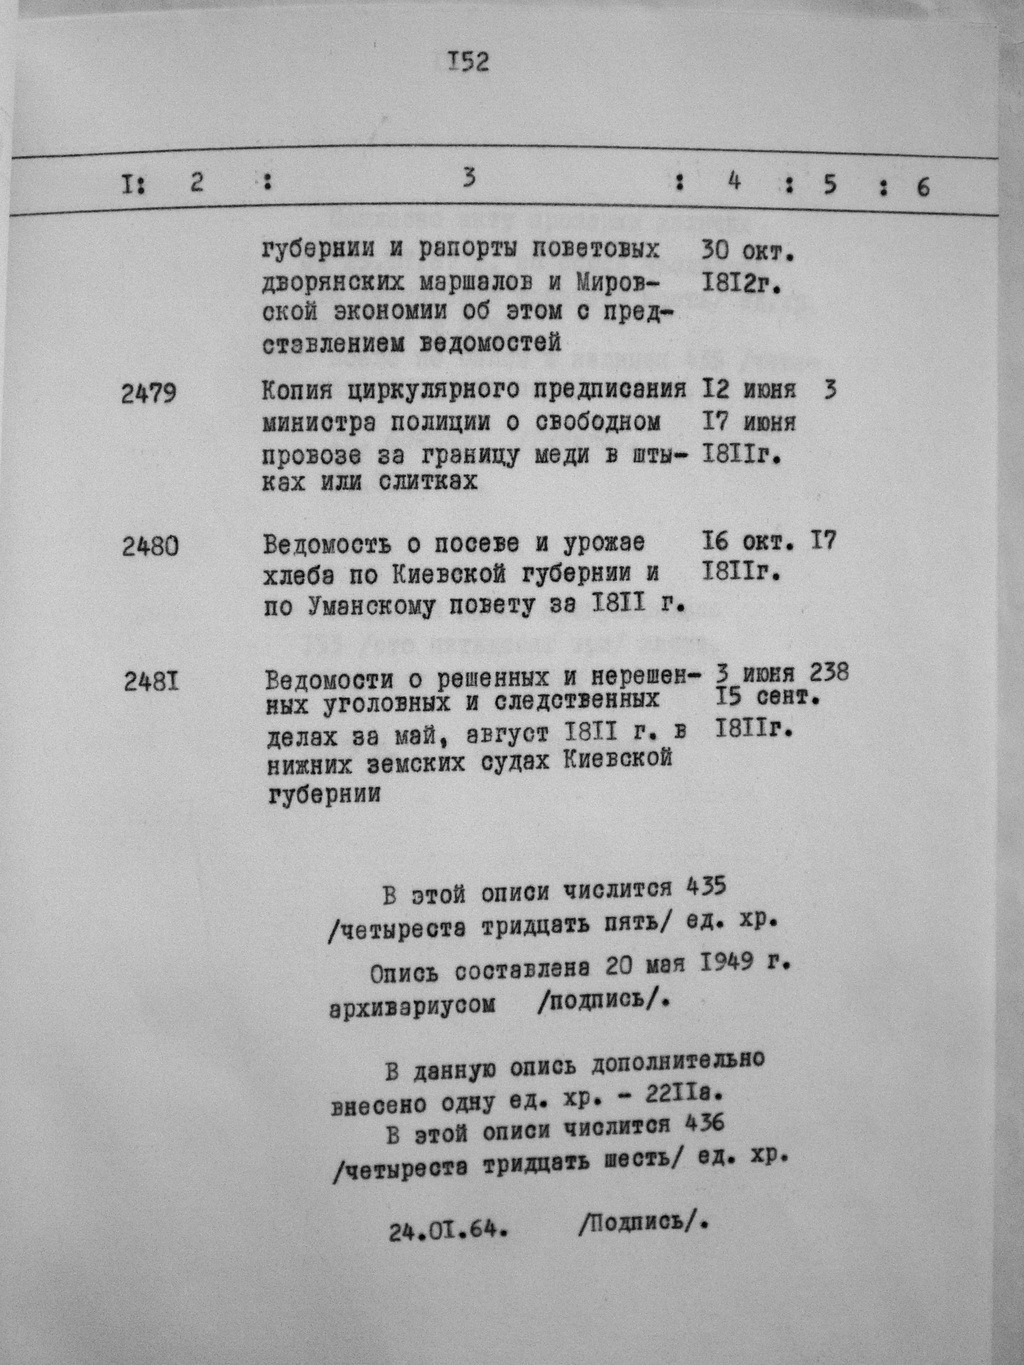 I52
I: 2 : 3 : 4 : 5 : 6
губернии и рапорты поветовых 30 окт.
дворянских маршалов и Миров- I8I2г.
ской экономии об этом с пред-
ставлением ведомостей
2479 Копия циркулярного предписания I2 июня 3
министра полиции о свободном I7 июня
провозе за границу меди в шты- I8IIг.
ках или слитках
2480 Ведомость о посеве и урожае I6 окт. I7
хлеба по Киевской губернии и I8IIг.
по Уманскому повету за I8II г.
248I Ведомости о решенных и нерешен- 3 июня 238
ных уголовных и следственных I5 сент.
делах за май, август I8II г. в I8IIг.
нижних земских судах Киевской
губернии
В этой описи числится 435
/четыреста тридцать пять/ ед. хр.
Опись составлена 20 мая I949 г.
архивариусом /подпись/.
В данную опись дополнительно
внесено одну ед. хр. - 22IIа.
В этой описи числится 436
/четыреста тридцать шесть/ ед. хр.
24.0I.64. /Подпись/.